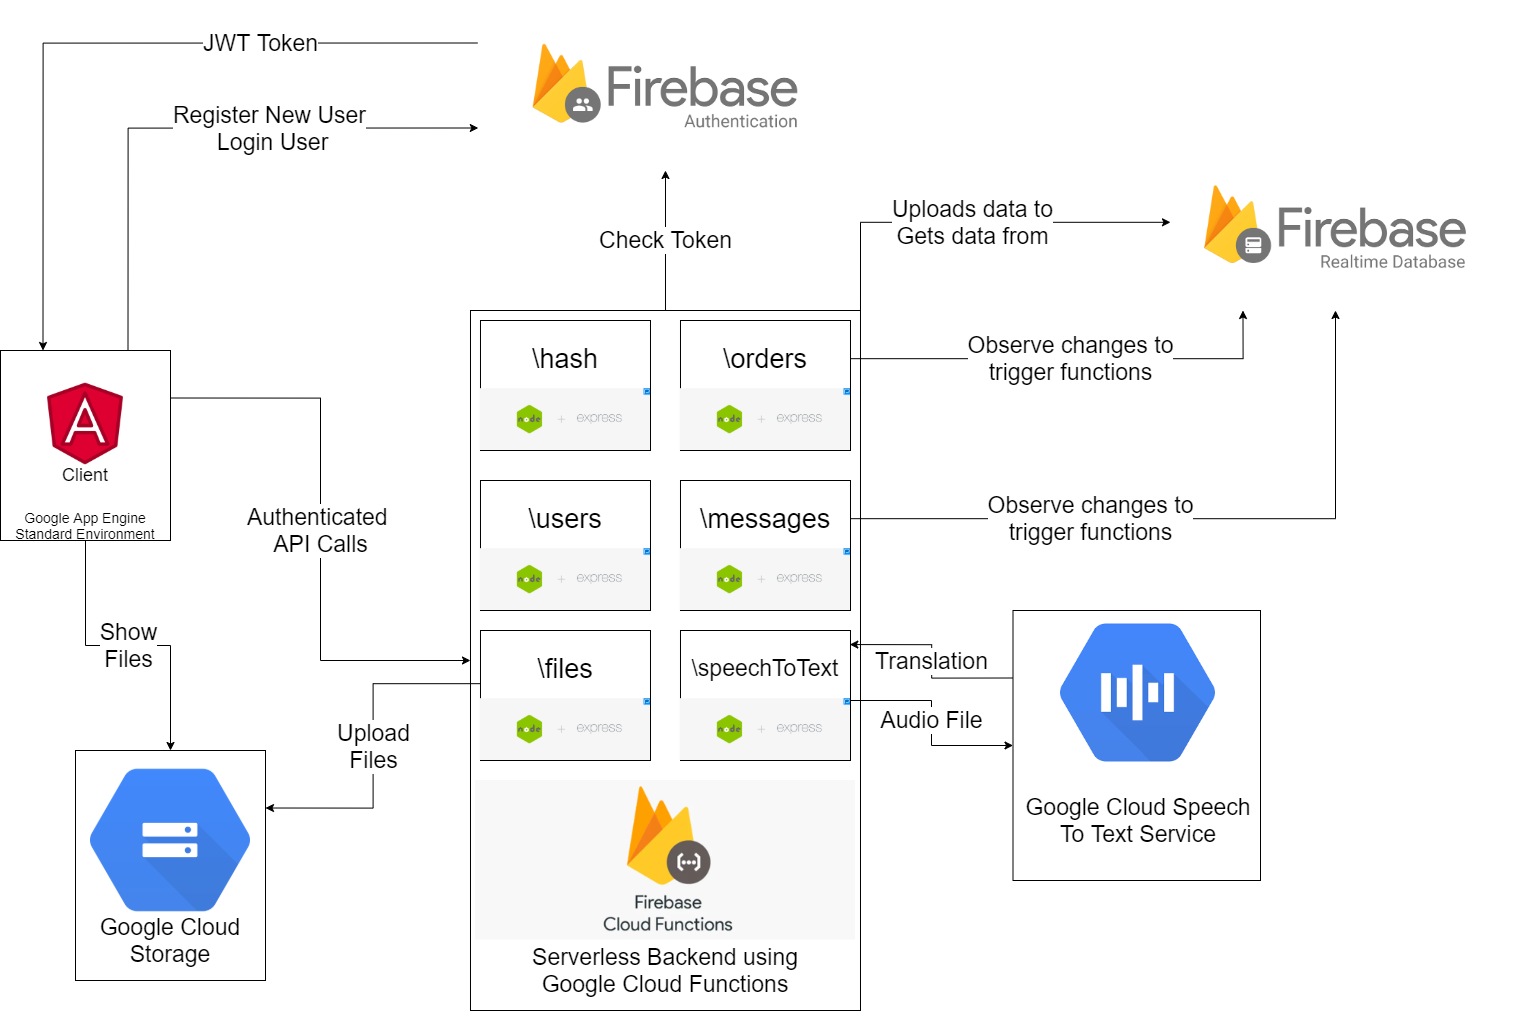 JWT Token
Register New User
Login User
Firebase
Authentication
Check Token
Uploads data to
Gets data from
Firebase
Realtime Database
\hash
node + express
\orders
node + express
Observe changes to
trigger functions
A
Client
Google App Engine
Standard Environment
Authenticated
API Calls
\users
node + express
\messages
node + express
Observe changes to
trigger functions
Show
Files
\files
node + express
\speechToText
node + express
Translation
Audio File
Upload
Files
Google Cloud Speech
To Text Service
Google Cloud
Storage
Firebase
Cloud Functions
Serverless Backend using
Google Cloud Functions